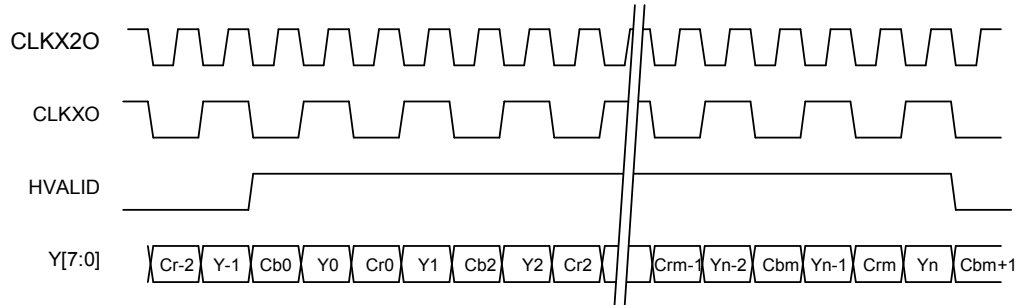 CLKX2O
CLKXO
HVALID
Y[7:0] Cr-2 Y-1 Cb0 Y0 Cr0 Y1 Cb2 Y2 Cr2 Crm-1 Yn-2 Cbm Yn-1 Crm Yn Cbm+1